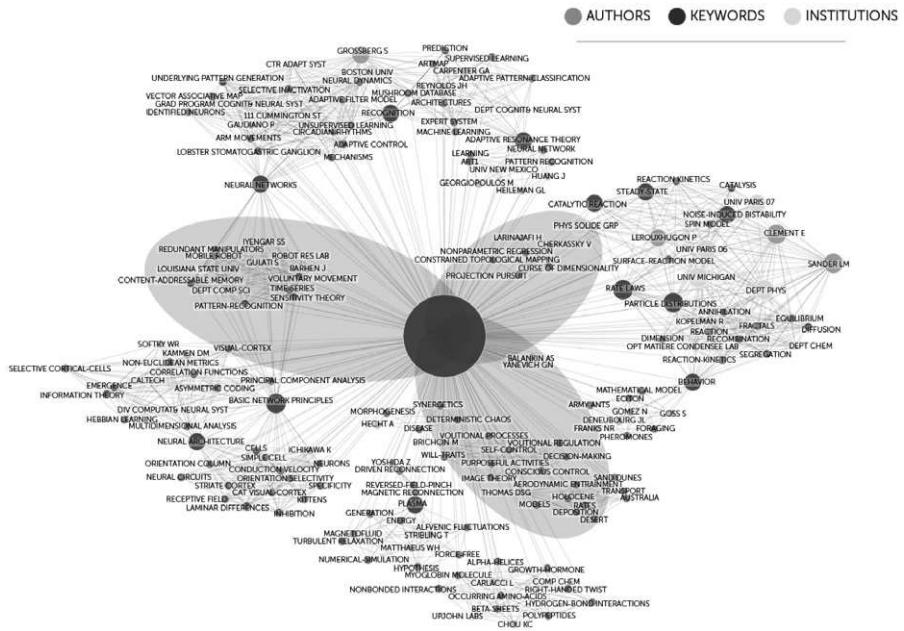 AUTHORS KEYWORDS INSTITUTIONS
GROSSBERG S
PREDICTION
SUPERVISED LEARNING
CTR ADAPT SYST
ARTMAP
CARPENTER GA
BOSTON UNIV
UNDERLYING PATTERN GENERATION
NEURAL DYNAMICS
REYNOLDS JH
ADAPTIVE PATTERN CLASSIFICATION
SELECTIVE INACTIVATION
MUSHROOM DATABASE
VECTOR ASSOCIATIVE MAP
GRAD PROGRAM COGNIT& NEURAL SYST
ADAPTIVE FILTER MODEL
ARCHITECTURES
DEPT COGNIT& NEURAL SYST
IDENTIFIED NEURONS
111 CUMMINGTON ST
RECOGNITION
GAUDIANO P
UNSUPERVISED LEARNING
EXPERT SYSTEM
CIRCADIAN RHYTHMS
MACHINE LEARNING
ARM MOVEMENTS
ADAPTIVE CONTROL
ADAPTIVE RESONANCE THEORY
NEURAL NETWORK
LOBSTER STOMATOGASTRIC GANGLION
MECHANISMS
LEARNING
ART1
PATTERN RECOGNITION
UNIV NEW MEXICO
HUANG J
NEURAL NETWORKS
GEORGIOPOULOS M
HEILEMAN GL
REACTION KINETICS
STEADY-STATE
CATALYSIS
CATALYTIC REACTION
UNIV PARIS 07
NOISE-INDUCED BISTABILITY
PHYS SOLIDE GRP
SPIN MODEL
CLEMENT E
LARINAJAFI H
LEROUXHUGON P
IYENGAR SS
CHERKASSKY V
REDUNDANT MANIPULATORS
NONPARAMETRIC REGRESSION
UNIV PARIS 06
MOBILE ROBOT
ROBOT RES LAB
CONSTRAINED TOPOLOGICAL MAPPING
SURFACE-REACTION MODEL
GULATI S
CURSE OF DIMENSIONALITY
SANDER LM
LOUISIANA STATE UNIV
BARHEN J
PROJECTION PURSUIT
UNIV MICHIGAN
CONTENT-ADDRESSABLE MEMORY
VOLUNTARY MOVEMENT
DEPT COMP SCI
TIME-SERIES
RATE LAWS
DEPT PHYS
SENSITIVITY THEORY
PARTICLE DISTRIBUTIONS
PATTERN-RECOGNITION
ANNIHILATION
KOPELMAN R
EQUILIBRIUM
FRACTALS
REACTION
DIFFUSION
DIMENSION
RECOMBINATION
SOFTKY WR
OPT MATIERE CONDENSEE LAB
DEPT CHEM
KAMMEN DM
VISUAL-CORTEX
BALANKIN AS
SEGREGATION
NON-EUCLIDEAN METRICS
YANEVICH GN
REACTION-KINETICS
SELECTIVE CORTICAL-CELLS
CORRELATION FUNCTIONS
CALTECH
PRINCIPAL COMPONENT ANALYSIS
BEHAVIOR
EMERGENCE
ASYMMETRIC CODING
MATHEMATICAL MODEL
INFORMATION THEORY
ECITON
BASIC NETWORK PRINCIPLES
SYNERGETICS
ARMY ANTS
DIV COMPUTAT& NEURAL SYST
MORPHOGENESIS
GOMEZ N
GOSS S
HEBBIAN LEARNING
DETERMINISTIC CHAOS
DENEUBOURG JL
MULTIDIMENSIONAL ANALYSIS
HECHT A
DISEASE
FRANKS NR
FORAGING
NEURAL ARCHITECTURE
VOLITIONAL PROCESSES
PHEROMONES
BRICHCIN M
VOLITIONAL REGULATION
CELLS
ICHIKAWA K
SELF-CONTROL
SIMPLE CELL
WILL-TRAITS
DECISION-MAKING
ORIENTATION COLUMN
NEURONS
YOSHIDA Z
PURPOSEFUL ACTIVITIES
CONDUCTION VELOCITY
DRIVEN RECONNECTION
CONSCIOUS CONTROL
NEURAL CIRCUITS
ORIENTATION SELECTIVITY
IMAGE THEORY
SAND DUNES
STRIATE CORTEX
SPECIFICITY
REVERSED-FIELD-PINCH
AERODYNAMIC ENTRAINMENT
TRANSPORT
CAT VISUAL-CORTEX
MAGNETIC RECONNECTION
THOMAS DSG
HOLOCENE
AUSTRALIA
RECEPTIVE FIELD
KITTENS
PLASMA
MODELS
RATES
LAMINAR DIFFERENCES
GENERATION
DEPOSITION
INHIBITION
ENERGY
DESERT
ALFVENIC FLUCTUATIONS
MAGNETOFLUID
STRIBLING T
TURBULENT RELAXATION
MATTHAEUS WH
FORCE-FREE
NUMERICAL-SIMULATION
ALPHA-HELICES
HYPOTHESIS
GROWTH-HORMONE
MYOGLOBIN MOLECULE
CARLACCI L
COMP CHEM
NONBONDED INTERACTIONS
RIGHT-HANDED TWIST
OCCURRING AMINO-ACIDS
HYDROGEN-BOND INTERACTIONS
BETA-SHEETS
UPJOHN LABS
POLYPEPTIDES
CHOU KC